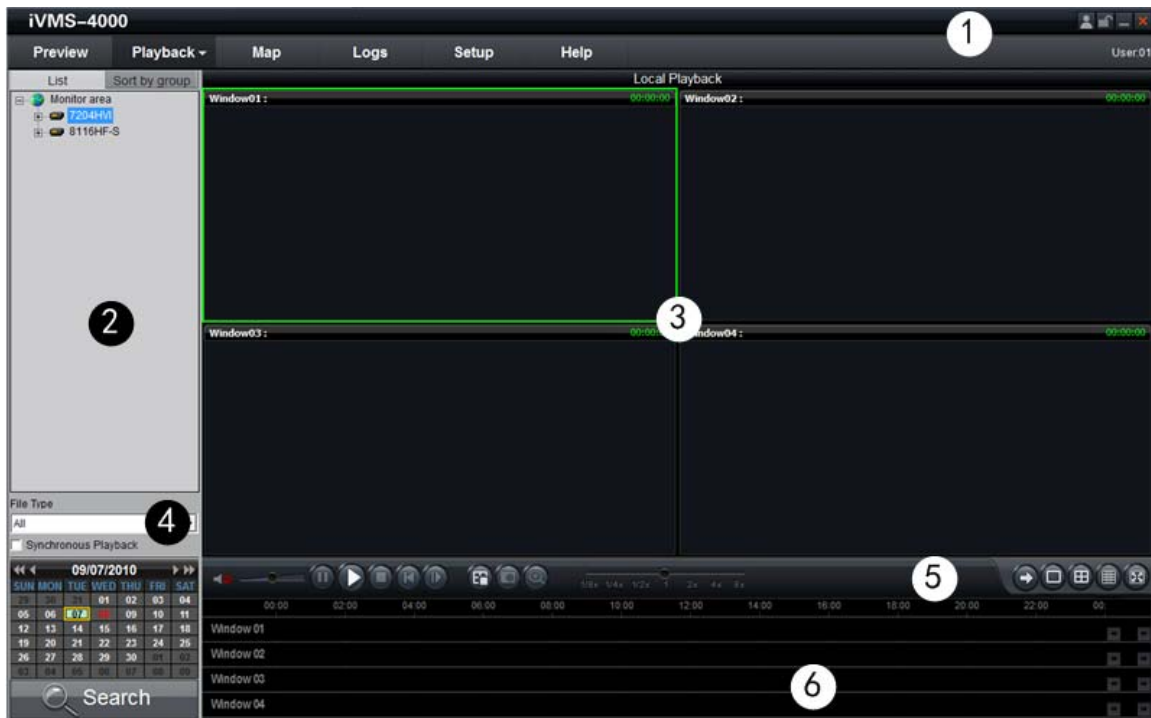 iVMS-4000
1
Preview Playback Map Logs Setup Help User:01
List Sort by group Local Playback
Monitor area
7204HVI
8116HF-S
Window01 : 00:00:00 Window02 : 00:00:00
2
3
Window03 : 00:00 indow04 : 00:00:00
File Type
All
4
Synchronous Playback
09/07/2010
SUN MON TUE WED THU FRI SAT
29 30 31 01 02 03 04
05 06 07 08 09 10 11
12 13 14 15 16 17 18
19 20 21 22 23 24 25
26 27 28 29 30 01 02
03 04 05 06 07 08 09
Search
1/8x 1/4x 1/2x 1 2x 4x 8x
5
00:00 02:00 04:00 06:00 08:00 10:00 12:00 14:00 16:00 18:00 20:00 22:00 00:
Window 01
Window 02
Window 03
6
Window 04